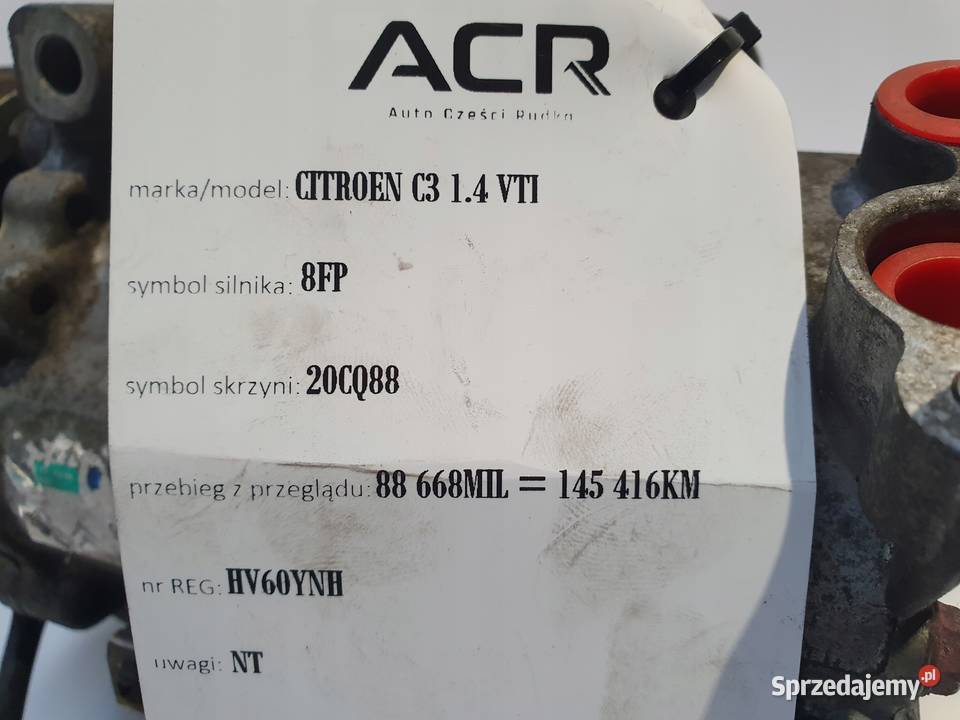 ACR
Auto Części Rudka
marka/model: CITROEN C3 1.4 VTI
symbol silnika: 8FP
symbol skrzyni: 20CQ88
przebieg z przeglądu: 88 668MIL = 145 416KM
nr REG: HV60YNH
uwagi: NT
Sprzedajemy.pl